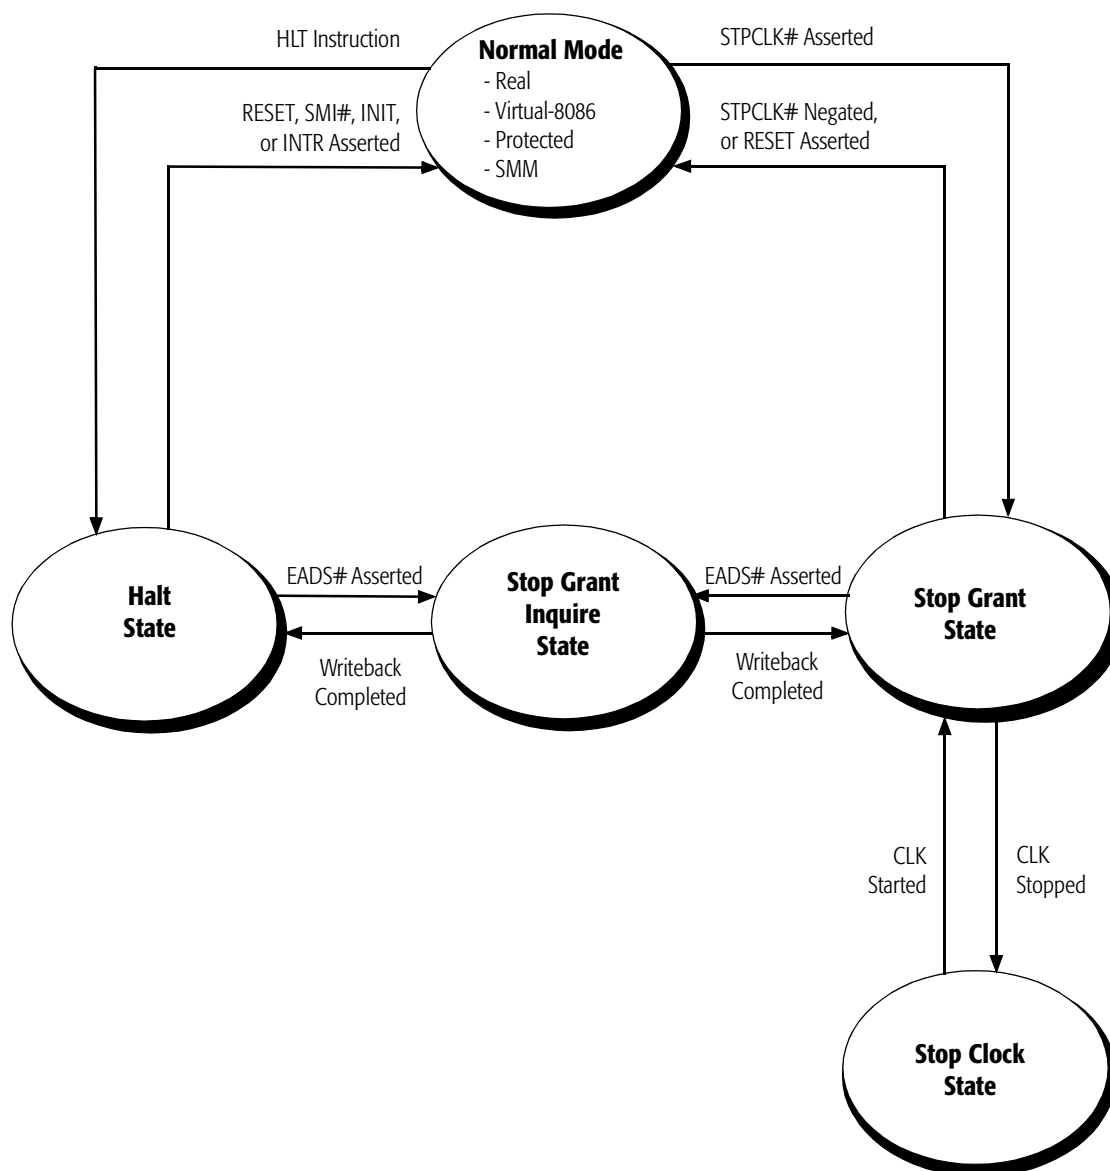 HLT Instruction
Normal Mode
- Real
- Virtual-8086
- Protected
- SMM
STPCLK# Asserted
RESET, SMI#, INIT,
or INTR Asserted
STPCLK# Negated,
or RESET Asserted
Halt
State
EADS# Asserted
Writeback
Completed
Stop Grant
Inquire
State
EADS# Asserted
Writeback
Completed
Stop Grant
State
CLK
Started
CLK
Stopped
Stop Clock
State